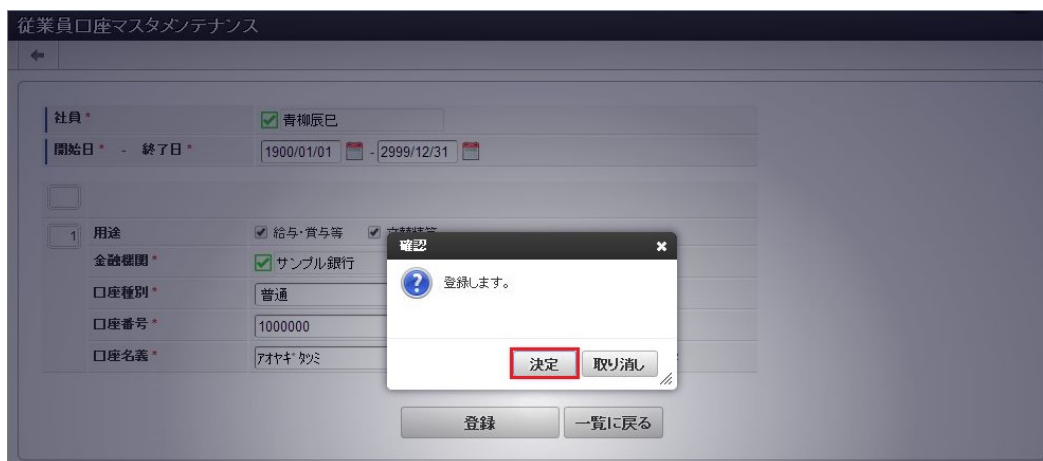 従業員口座マスタメンテナンス
社員* 青柳辰巳
開始日* - 終了日* 1900/01/01 - 2999/12/31
1 用途 給与・賞与等
確認
金融機関* サンプル銀行
登録します。
口座種別* 普通
口座番号* 1000000
口座名義* アオヤギタツミ
決定 取り消し
登録 一覧に戻る